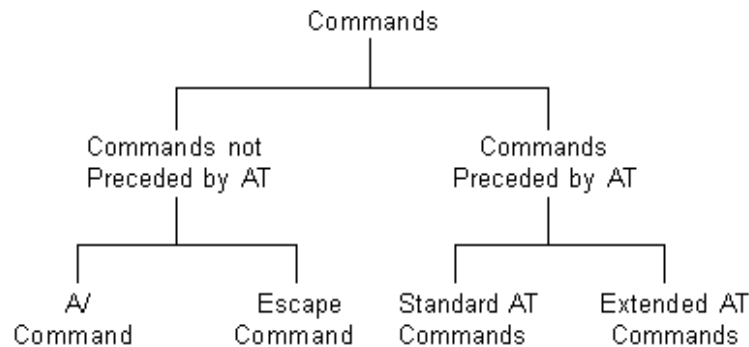 Commands
Commands not
Preceded by AT
Commands
Preceded by AT
A/
Command
Escape
Command
Standard AT
Commands
Extended AT
Commands